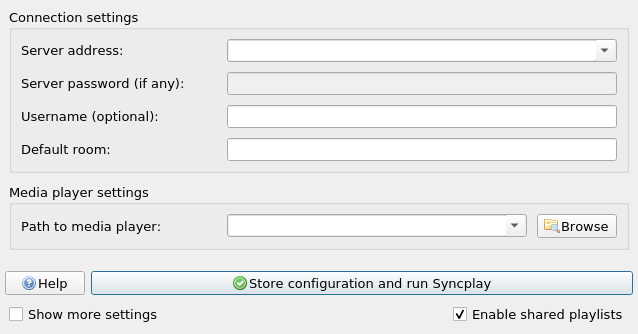 Connection settings
Server address:
Server password (if any):
Username (optional):
Default room:
Media player settings
Path to media player:
Browse
Help
Store configuration and run Syncplay
Show more settings
Enable shared playlists